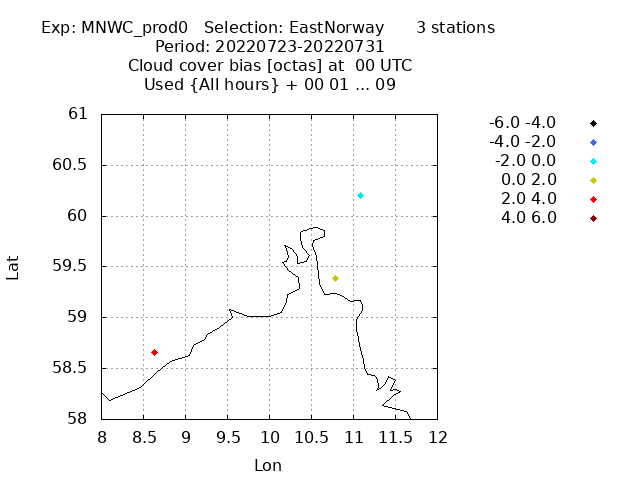 Exp: MNWC_prod0   Selection: EastNorway      3 stations
Period: 20220723-20220731
Cloud cover bias [octas] at  00 UTC
Used {All hours} + 00 01 ... 09
61
60.5
60
59.5
59
58.5
58
Lat
8 8.5 9 9.5 10 10.5 11 11.5 12
Lon
-6.0 -4.0
-4.0 -2.0
-2.0 0.0
0.0 2.0
2.0 4.0
4.0 6.0